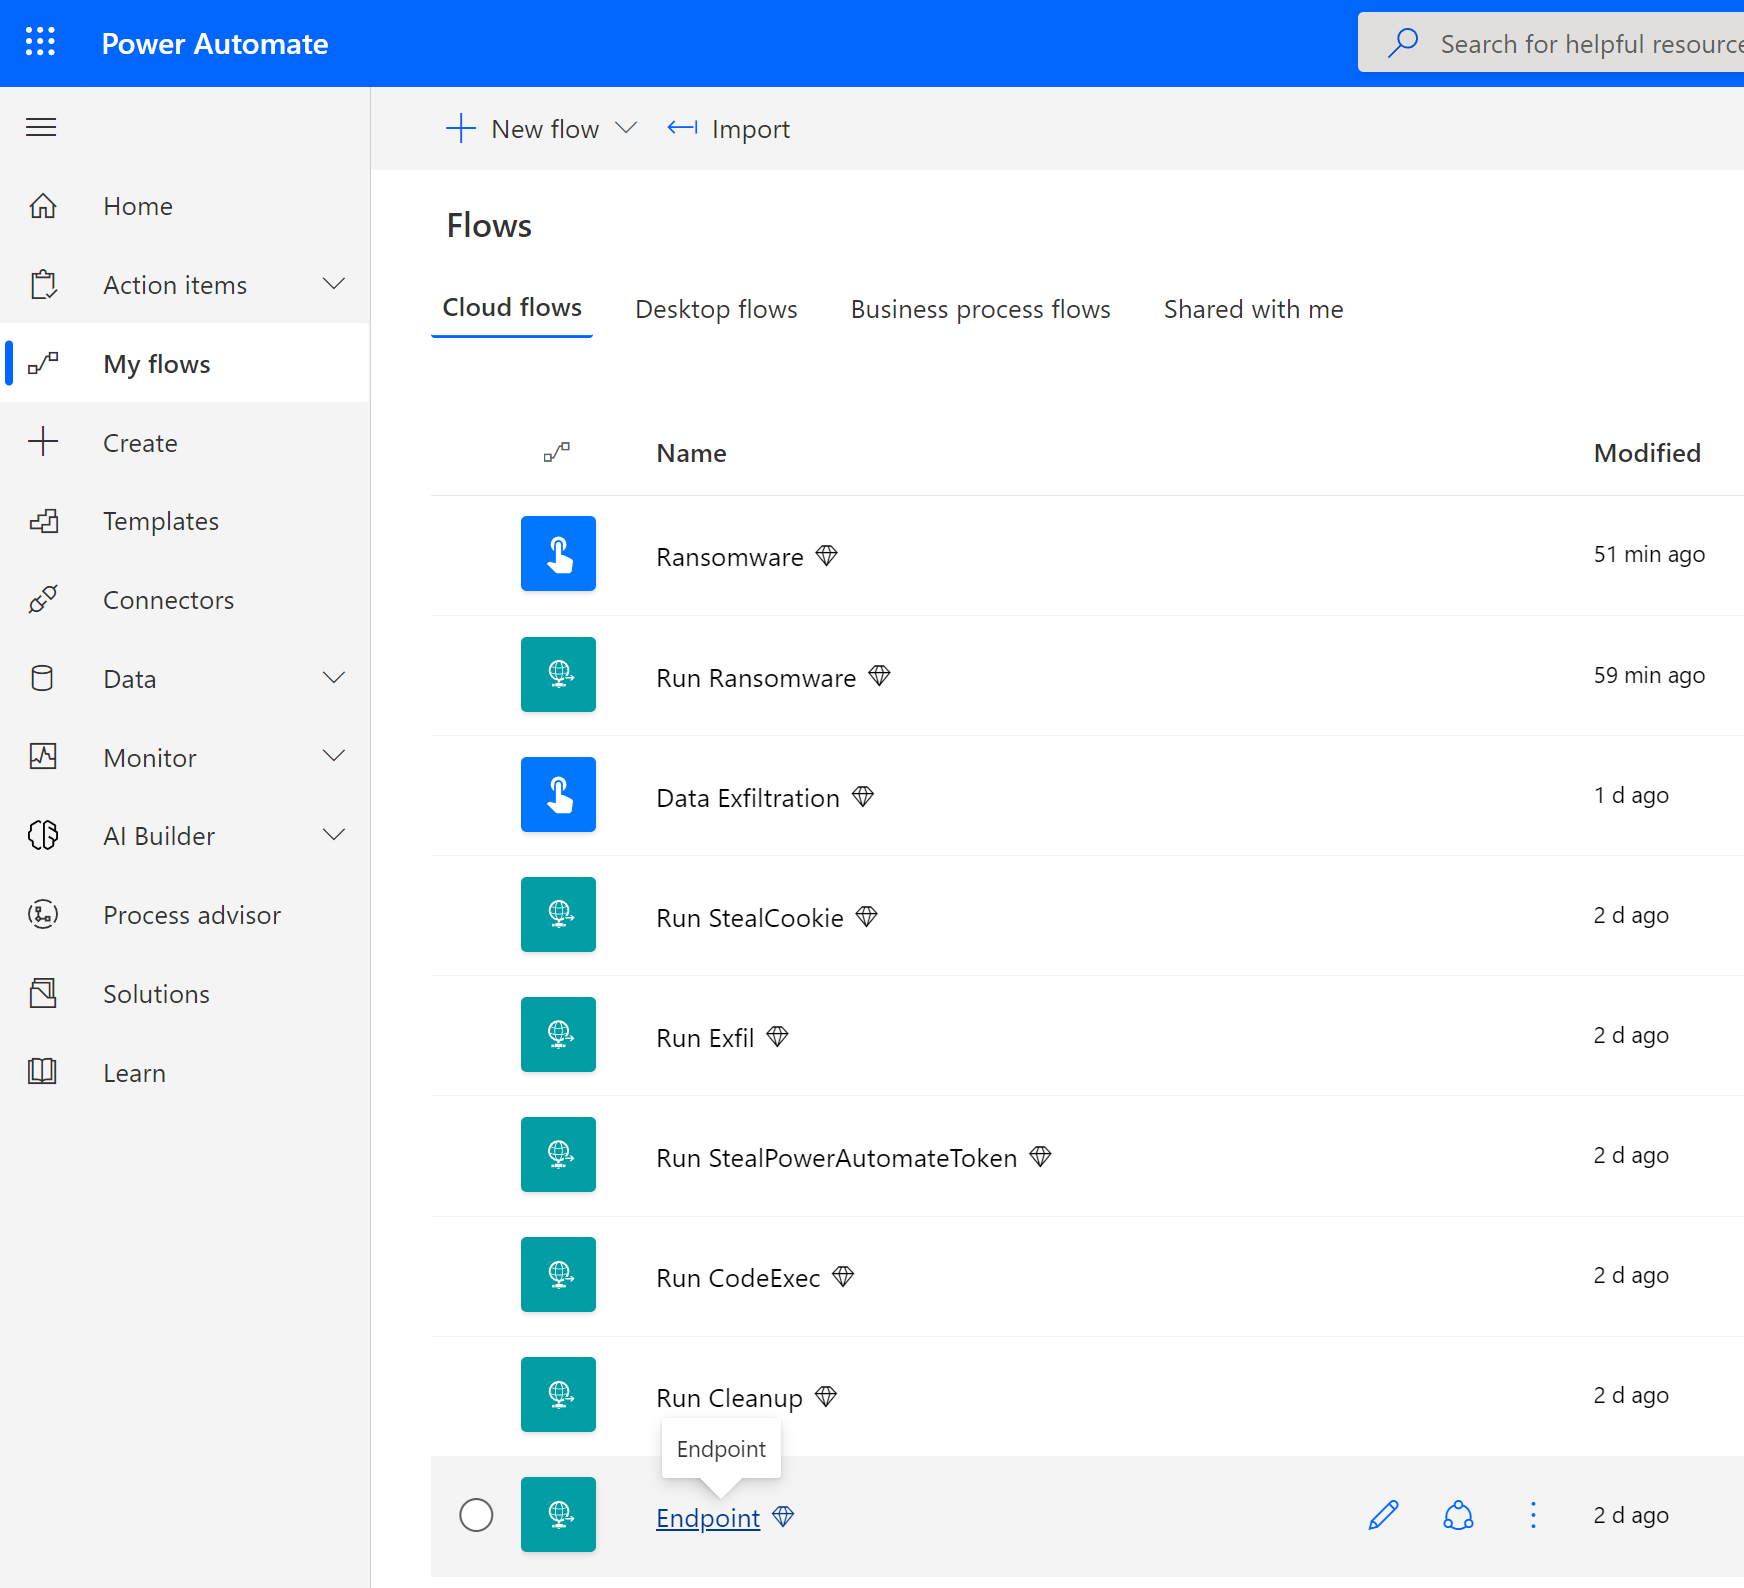 Power Automate
Search for helpful resource
New flow
Import
Home
Action items
My flows
Create
Templates
Connectors
Data
Monitor
AI Builder
Process advisor
Solutions
Learn
Flows
Cloud flows
Desktop flows
Business process flows
Shared with me
Name Modified
Ransomware 51 min ago
Run Ransomware 59 min ago
Data Exfiltration 1 d ago
Run StealCookie 2 d ago
Run Exfil 2 d ago
Run StealPowerAutomateToken 2 d ago
Run CodeExec 2 d ago
Run Cleanup 2 d ago
Endpoint
Endpoint 2 d ago